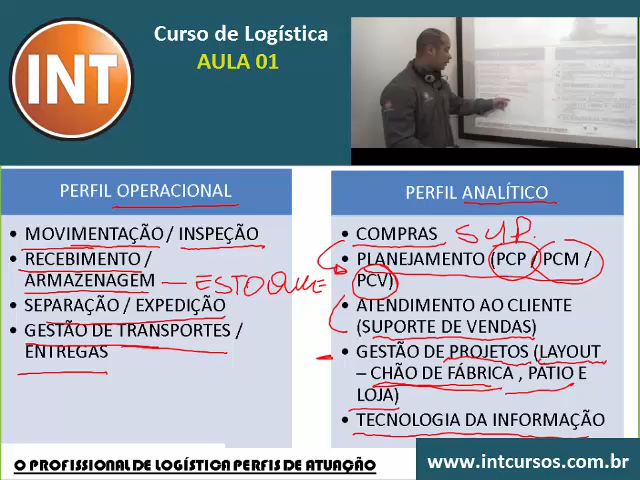 INT
Curso de Logística
AULA 01
PERFIL OPERACIONAL
• MOVIMENTAÇÃO / INSPEÇÃO
• RECEBIMENTO /
ARMAZENAGEM — ESTOQUE
• SEPARAÇÃO / EXPEDIÇÃO
• GESTÃO DE TRANSPORTES /
ENTREGAS
PERFIL ANALÍTICO
• COMPRAS SUP.
• PLANEJAMENTO (PCP / PCM /
PCV)
• ATENDIMENTO AO CLIENTE
(SUPORTE DE VENDAS)
• GESTÃO DE PROJETOS (LAYOUT
– CHÃO DE FÁBRICA , PÁTIO E
LOJA)
• TECNOLOGIA DA INFORMAÇÃO
O PROFISSIONAL DE LOGÍSTICA PERFIS DE ATUAÇÃO
www.intcursos.com.br